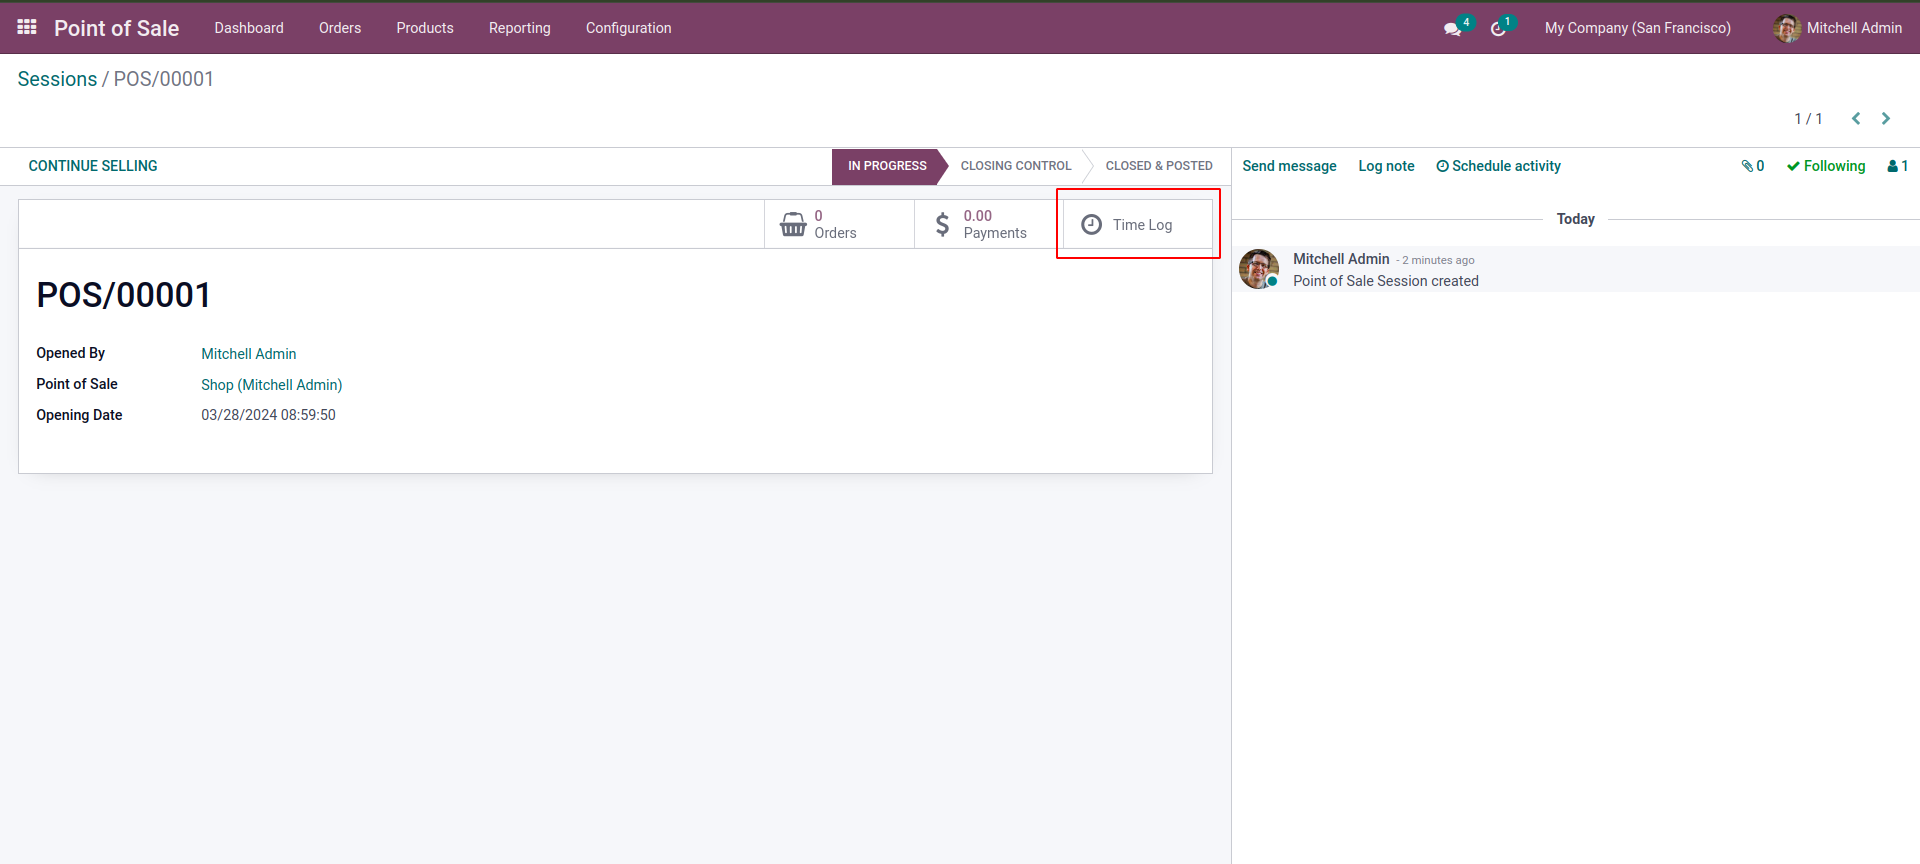 Point of Sale Dashboard Orders Products Reporting Configuration 4 1 My Company (San Francisco) Mitchell Admin
Sessions / POS/00001
1 / 1
CONTINUE SELLING IN PROGRESS CLOSING CONTROL CLOSED & POSTED
Send message Log note Schedule activity 0 Following 1
0
Orders
0.00
Payments
Time Log
POS/00001
Opened By Mitchell Admin
Point of Sale Shop (Mitchell Admin)
Opening Date 03/28/2024 08:59:50
Today
Mitchell Admin - 2 minutes ago
Point of Sale Session created